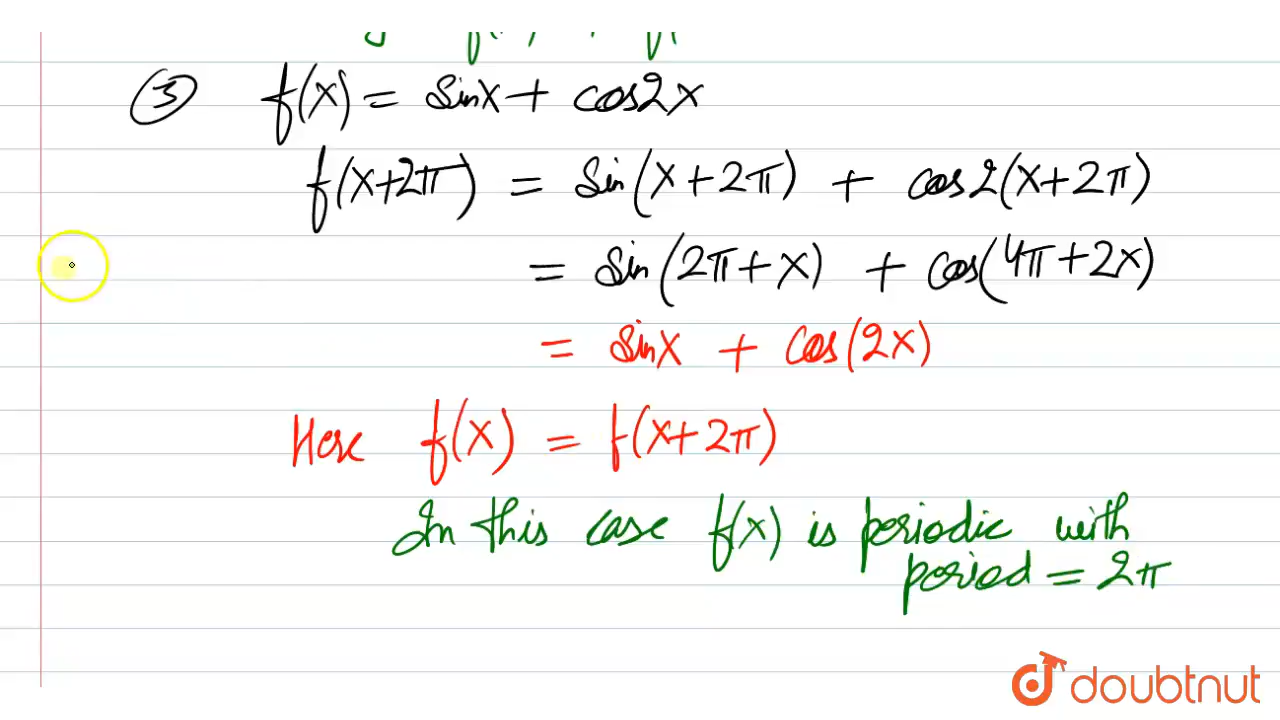 ③ f(x) = sinx + cos2x
f(x+2π) = sin(x+2π) + cos2(x+2π)
= sin(2π+x) + cos(4π+2x)
= sinx + cos(2x)
Here f(x) = f(x+2π)
In this case f(x) is periodic with
period = 2π
doubtnut